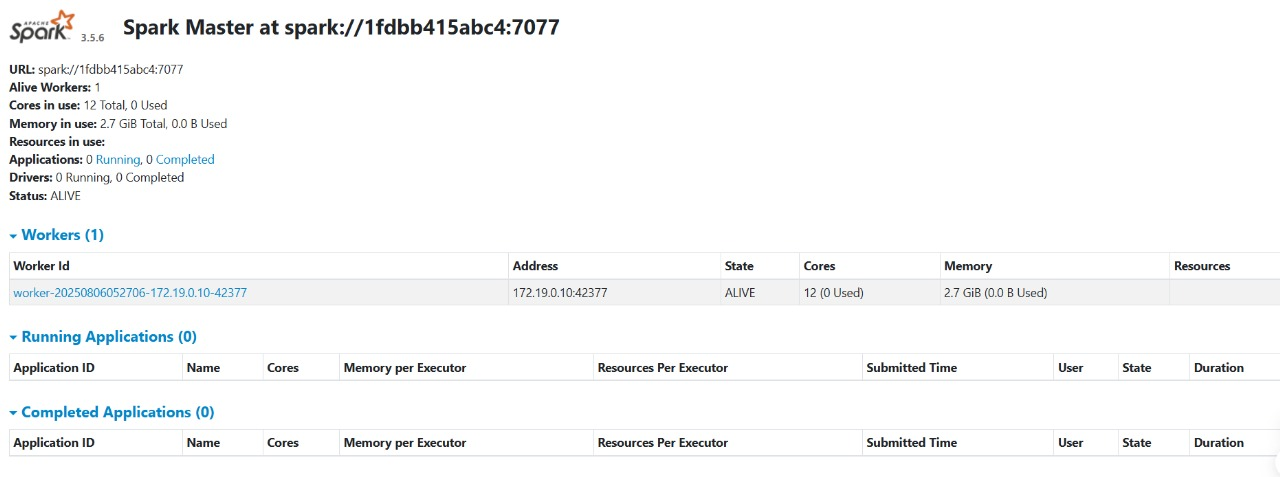 APACHE
Spark 3.5.6 Spark Master at spark://1fdbb415abc4:7077
URL: spark://1fdbb415abc4:7077
Alive Workers: 1
Cores in use: 12 Total, 0 Used
Memory in use: 2.7 GiB Total, 0.0 B Used
Resources in use:
Applications: 0 Running, 0 Completed
Drivers: 0 Running, 0 Completed
Status: ALIVE
Workers (1)
Worker Id Address State Cores Memory Resources
worker-20250806052706-172.19.0.10-42377 172.19.0.10:42377 ALIVE 12 (0 Used) 2.7 GiB (0.0 B Used)
Running Applications (0)
Application ID Name Cores Memory per Executor Resources Per Executor Submitted Time User State Duration
Completed Applications (0)
Application ID Name Cores Memory per Executor Resources Per Executor Submitted Time User State Duration